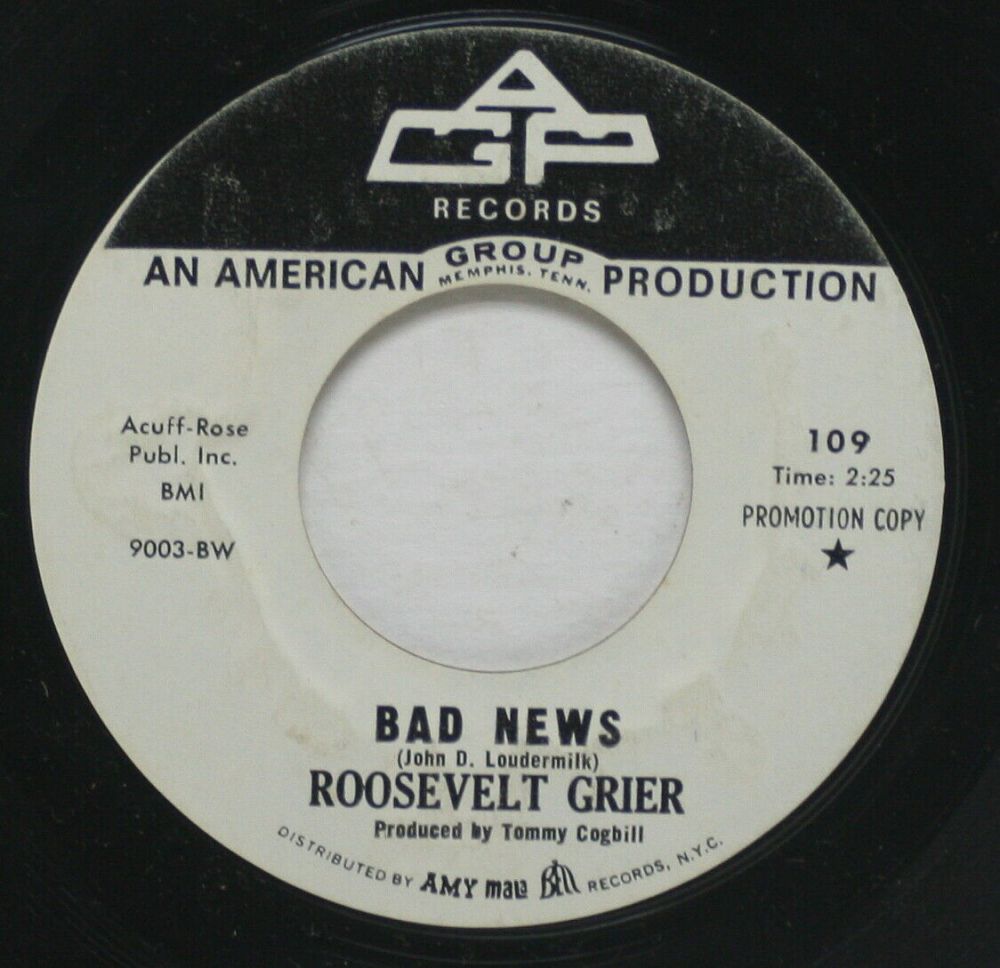 AGP
RECORDS
AN AMERICAN GROUP PRODUCTION
MEMPHIS, TENN.
Acuff-Rose
Publ. Inc.
BMI
9003-BW
109
Time: 2:25
PROMOTION COPY
BAD NEWS
(John D. Loudermilk)
ROOSEVELT GRIER
Produced by Tommy Cogbill
DISTRIBUTED BY AMY mala Bell RECORDS, N.Y.C.